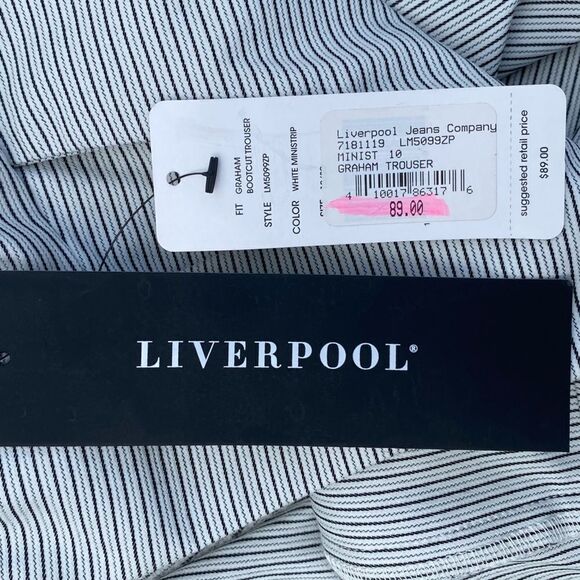 FIT GRAHAM
BOOTCUT TROUSER
STYLE LM5099ZP
COLOR WHITE MINISTRIP
Liverpool Jeans Company
7181119 LM5099ZP
MINIST 10
GRAHAM TROUSER
4 10017 86317 6
89.00
suggested retail price
$89.00
LIVERPOOL®